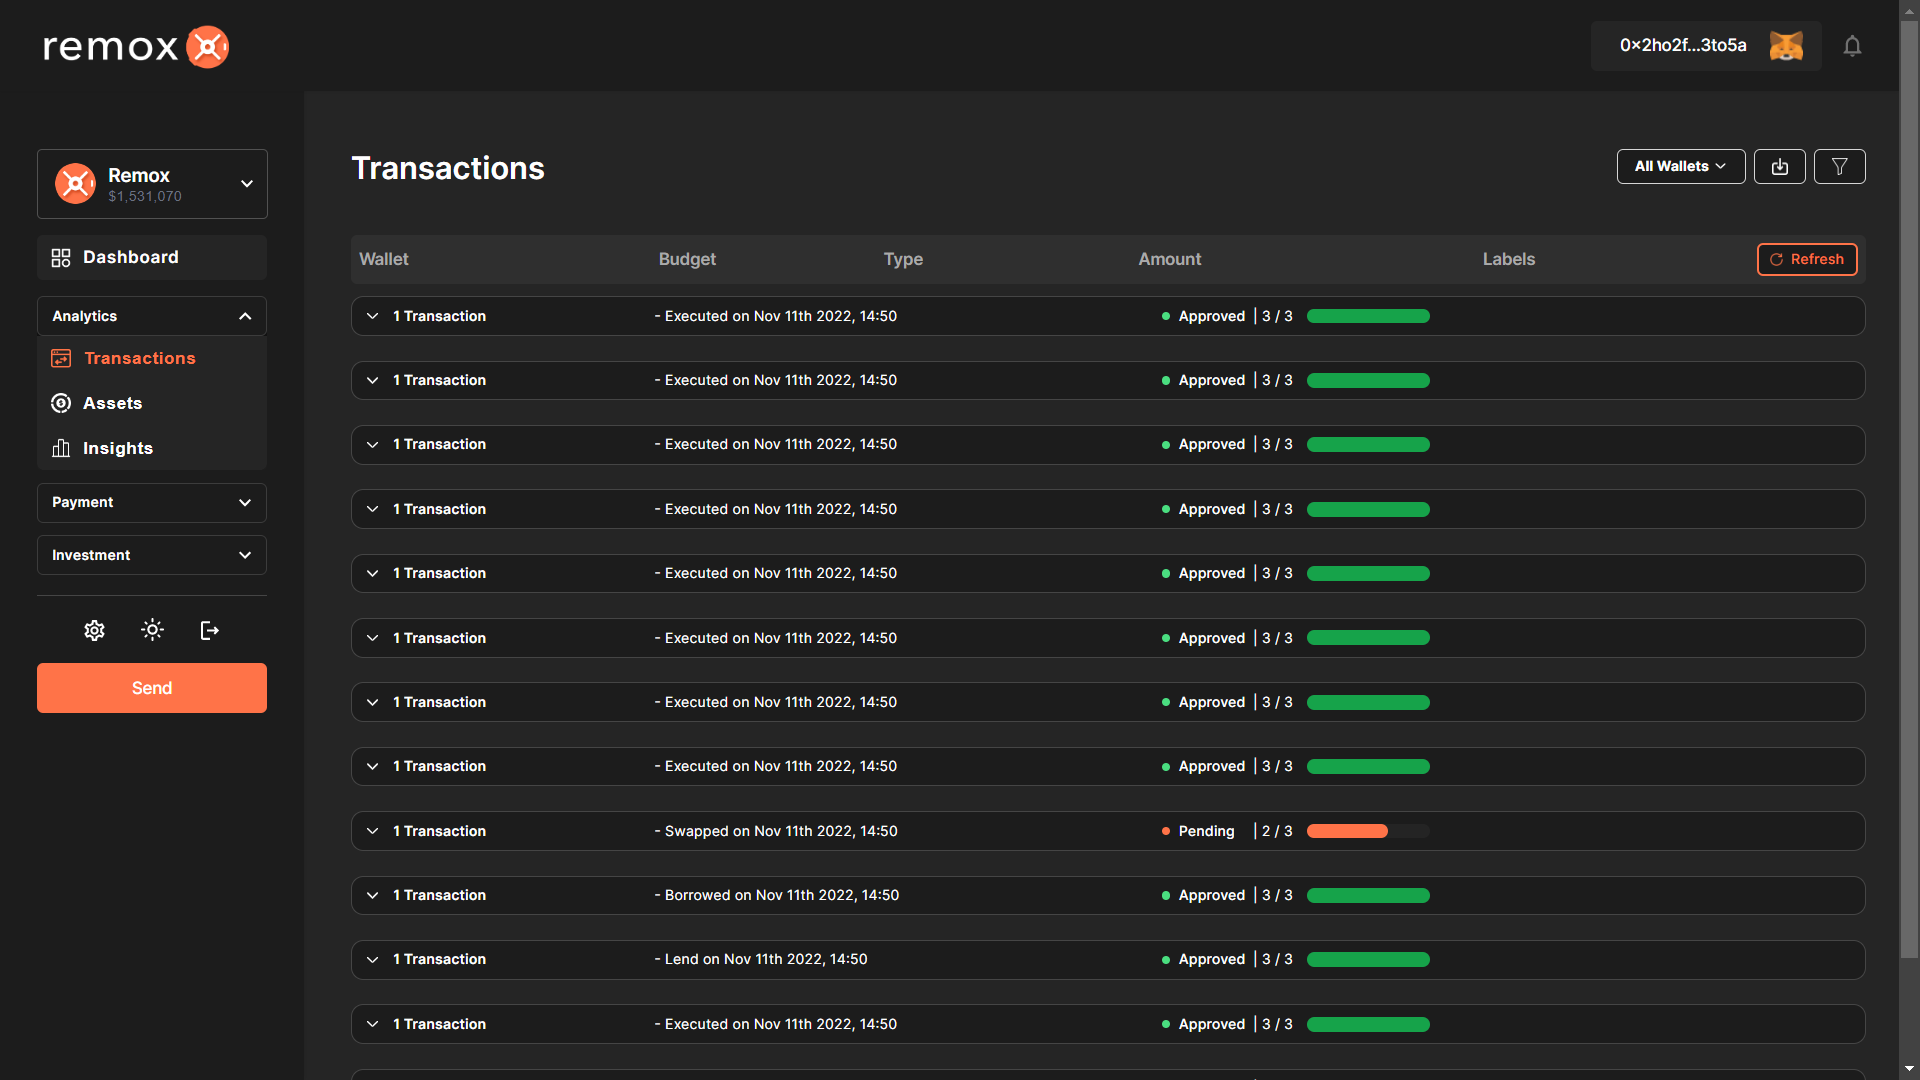 remox
0x2ho2f...3to5a
Remox
$1,531,070
Dashboard
Analytics
Transactions
Assets
Insights
Payment
Investment
Send
Transactions
All Wallets
Wallet Budget Type Amount Labels Refresh
1 Transaction - Executed on Nov 11th 2022, 14:50 Approved | 3 / 3
1 Transaction - Executed on Nov 11th 2022, 14:50 Approved | 3 / 3
1 Transaction - Executed on Nov 11th 2022, 14:50 Approved | 3 / 3
1 Transaction - Executed on Nov 11th 2022, 14:50 Approved | 3 / 3
1 Transaction - Executed on Nov 11th 2022, 14:50 Approved | 3 / 3
1 Transaction - Executed on Nov 11th 2022, 14:50 Approved | 3 / 3
1 Transaction - Executed on Nov 11th 2022, 14:50 Approved | 3 / 3
1 Transaction - Executed on Nov 11th 2022, 14:50 Approved | 3 / 3
1 Transaction - Swapped on Nov 11th 2022, 14:50 Pending | 2 / 3
1 Transaction - Borrowed on Nov 11th 2022, 14:50 Approved | 3 / 3
1 Transaction - Lend on Nov 11th 2022, 14:50 Approved | 3 / 3
1 Transaction - Executed on Nov 11th 2022, 14:50 Approved | 3 / 3